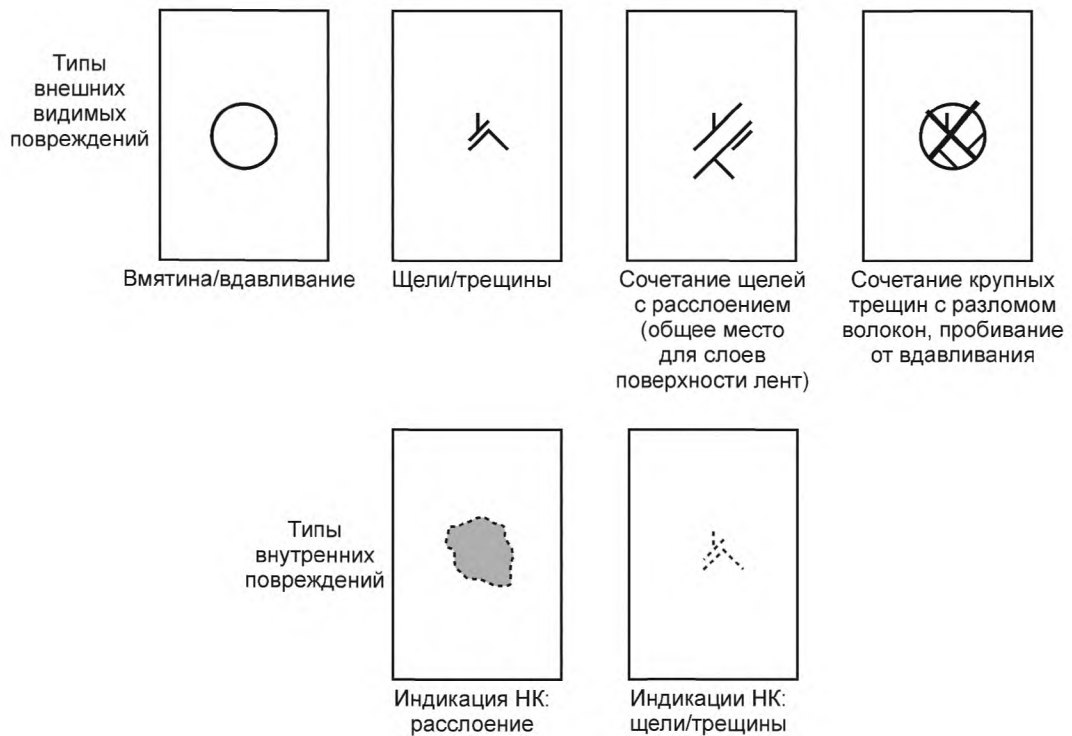 Типы
внешних
видимых
повреждений
Вмятина/вдавливание
Щели/трещины
Сочетание щелей
с расслоением
(общее место
для слоев
поверхности лент)
Сочетание крупных
трещин с разломом
волокон, пробивание
от вдавливания
Типы
внутренних
повреждений
Индикация НК:
расслоение
Индикации НК:
щели/трещины